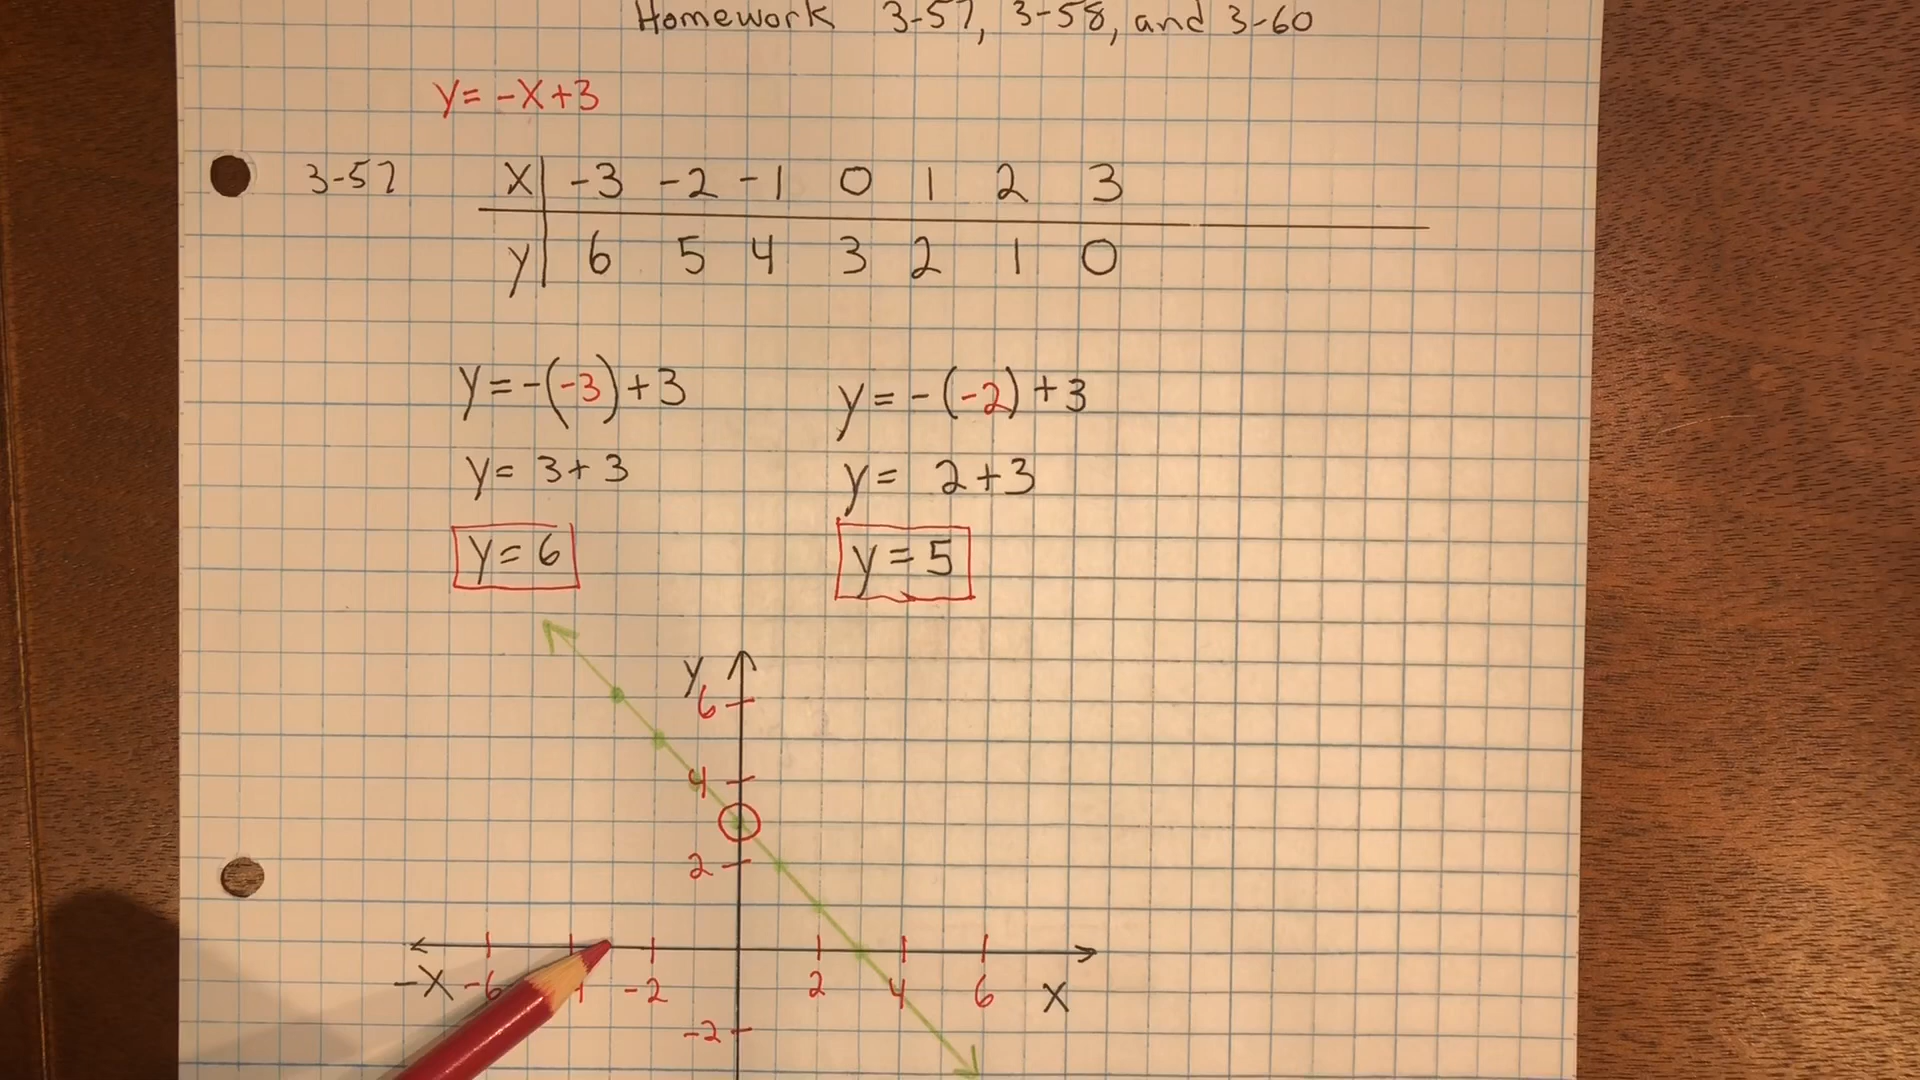 Homework 3-57, 3-58, and 3-60
y = -x+3
3-57
x | -3 -2 -1 0 1 2 3
y | 6 5 4 3 2 1 0
y = -(-3)+3 y = -(-2)+3
y = 3+3 y = 2+3
y = 6 y = 5
y
6
4
2
-x -6 -2 2 4 6 x
-2